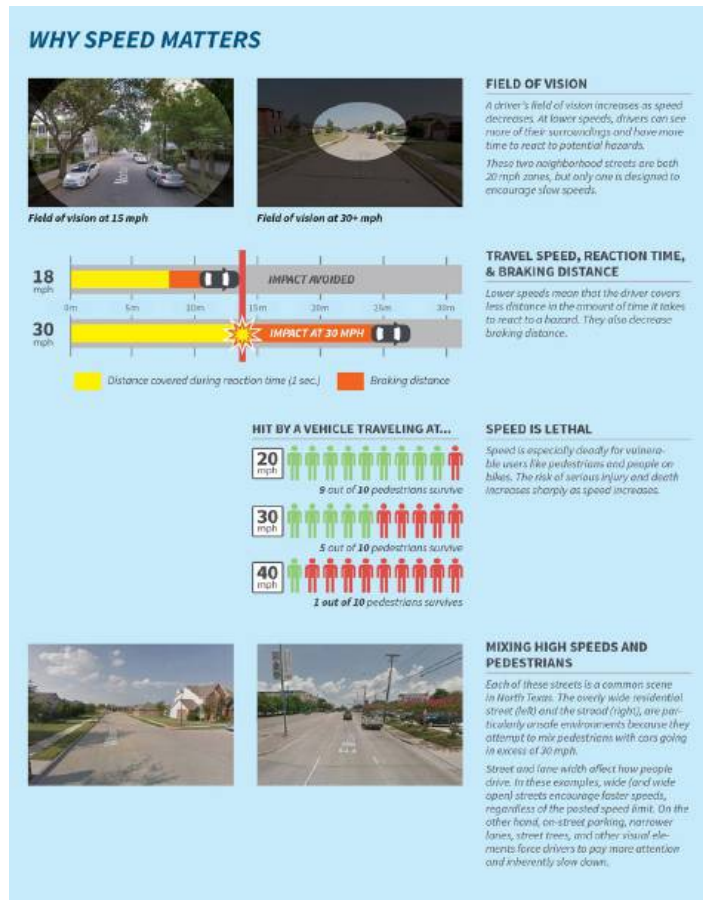 WHY SPEED MATTERS
Field of vision at 15 mph
Field of vision at 30+ mph
FIELD OF VISION
A driver's field of vision increases as speed
decreases. At lower speeds, drivers can see
more of their surroundings and have more
time to react to potential hazards.
These two neighborhood streets are both
20 mph zones, but only one is designed to
encourage slow speeds.
18
mph
IMPACT AVOIDED
0m
5m
10m
15m
20m
25m
30m
30
mph
IMPACT AT 30 MPH
Distance covered during reaction time (1 sec.)
Braking distance
TRAVEL SPEED, REACTION TIME,
& BRAKING DISTANCE
Lower speeds mean that the driver covers
less distance in the amount of time it takes
to react to a hazard. They also decrease
braking distance.
HIT BY A VEHICLE TRAVELING AT...
20
mph
9 out of 10 pedestrians survive
30
mph
5 out of 10 pedestrians survive
40
mph
1 out of 10 pedestrians survives
SPEED IS LETHAL
Speed is especially deadly for vulnera-
ble users like pedestrians and people on
bikes. The risk of serious injury and death
increases sharply as speed increases.
MIXING HIGH SPEEDS AND
PEDESTRIANS
Each of these streets is a common scene
in North Texas. The overly wide residential
street (left) and the stroad (right), are par-
ticularly unsafe environments because they
attempt to mix pedestrians with cars going
in excess of 30 mph.
Street and lane width affect how people
drive. In these examples, wide (and wide
open) streets encourage faster speeds,
regardless of the posted speed limit. On the
other hand, on-street parking, narrower
lanes, street trees, and other visual ele-
ments force drivers to pay more attention
and inherently slow down.